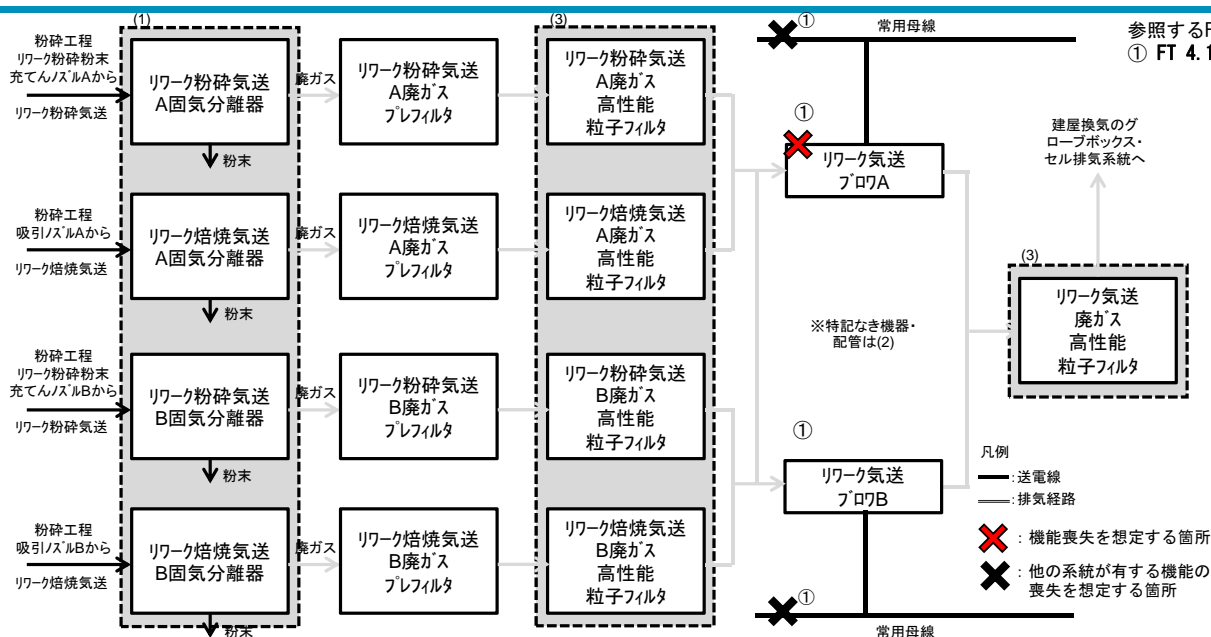 (1)
(3)
①
常用母線
参照するF
① FT 4.1
粉砕工程
ﾘﾜｰｸ粉砕粉末
充てんﾉｽﾞﾙAから
ﾘﾜｰｸ粉砕気送
ﾘﾜｰｸ粉砕気送
A固気分離器
廃ガス
ﾘﾜｰｸ粉砕気送
A廃ガス
ﾌﾟﾚﾌｨﾙﾀ
ﾘﾜｰｸ粉砕気送
A廃ガス
高性能
粒子ﾌｨﾙﾀ
粉末
①
ﾘﾜｰｸ気送
ﾌﾞﾛﾜA
建屋換気のグ
ローブボックス・
セル排気系統へ
粉砕工程
吸引ﾉｽﾞﾙAから
ﾘﾜｰｸ焙焼気送
ﾘﾜｰｸ焙焼気送
A固気分離器
廃ガス
ﾘﾜｰｸ焙焼気送
A廃ガス
ﾌﾟﾚﾌｨﾙﾀ
ﾘﾜｰｸ焙焼気送
A廃ガス
高性能
粒子ﾌｨﾙﾀ
粉末
(3)
ﾘﾜｰｸ気送
廃ガス
高性能
粒子ﾌｨﾙﾀ
※特記なき機器・
配管は(2)
粉砕工程
ﾘﾜｰｸ粉砕粉末
充てんﾉｽﾞﾙBから
ﾘﾜｰｸ粉砕気送
ﾘﾜｰｸ粉砕気送
B固気分離器
廃ガス
ﾘﾜｰｸ粉砕気送
B廃ガス
ﾌﾟﾚﾌｨﾙﾀ
ﾘﾜｰｸ粉砕気送
B廃ガス
高性能
粒子ﾌｨﾙﾀ
粉末
①
ﾘﾜｰｸ気送
ﾌﾞﾛﾜB
粉砕工程
吸引ﾉｽﾞﾙBから
ﾘﾜｰｸ焙焼気送
ﾘﾜｰｸ焙焼気送
B固気分離器
廃ガス
ﾘﾜｰｸ焙焼気送
B廃ガス
ﾌﾟﾚﾌｨﾙﾀ
ﾘﾜｰｸ焙焼気送
B廃ガス
高性能
粒子ﾌｨﾙﾀ
粉末
①
常用母線
凡例
:送電線
:排気経路
: 機能喪失を想定する箇所
: 他の系統が有する機能の
喪失を想定する箇所